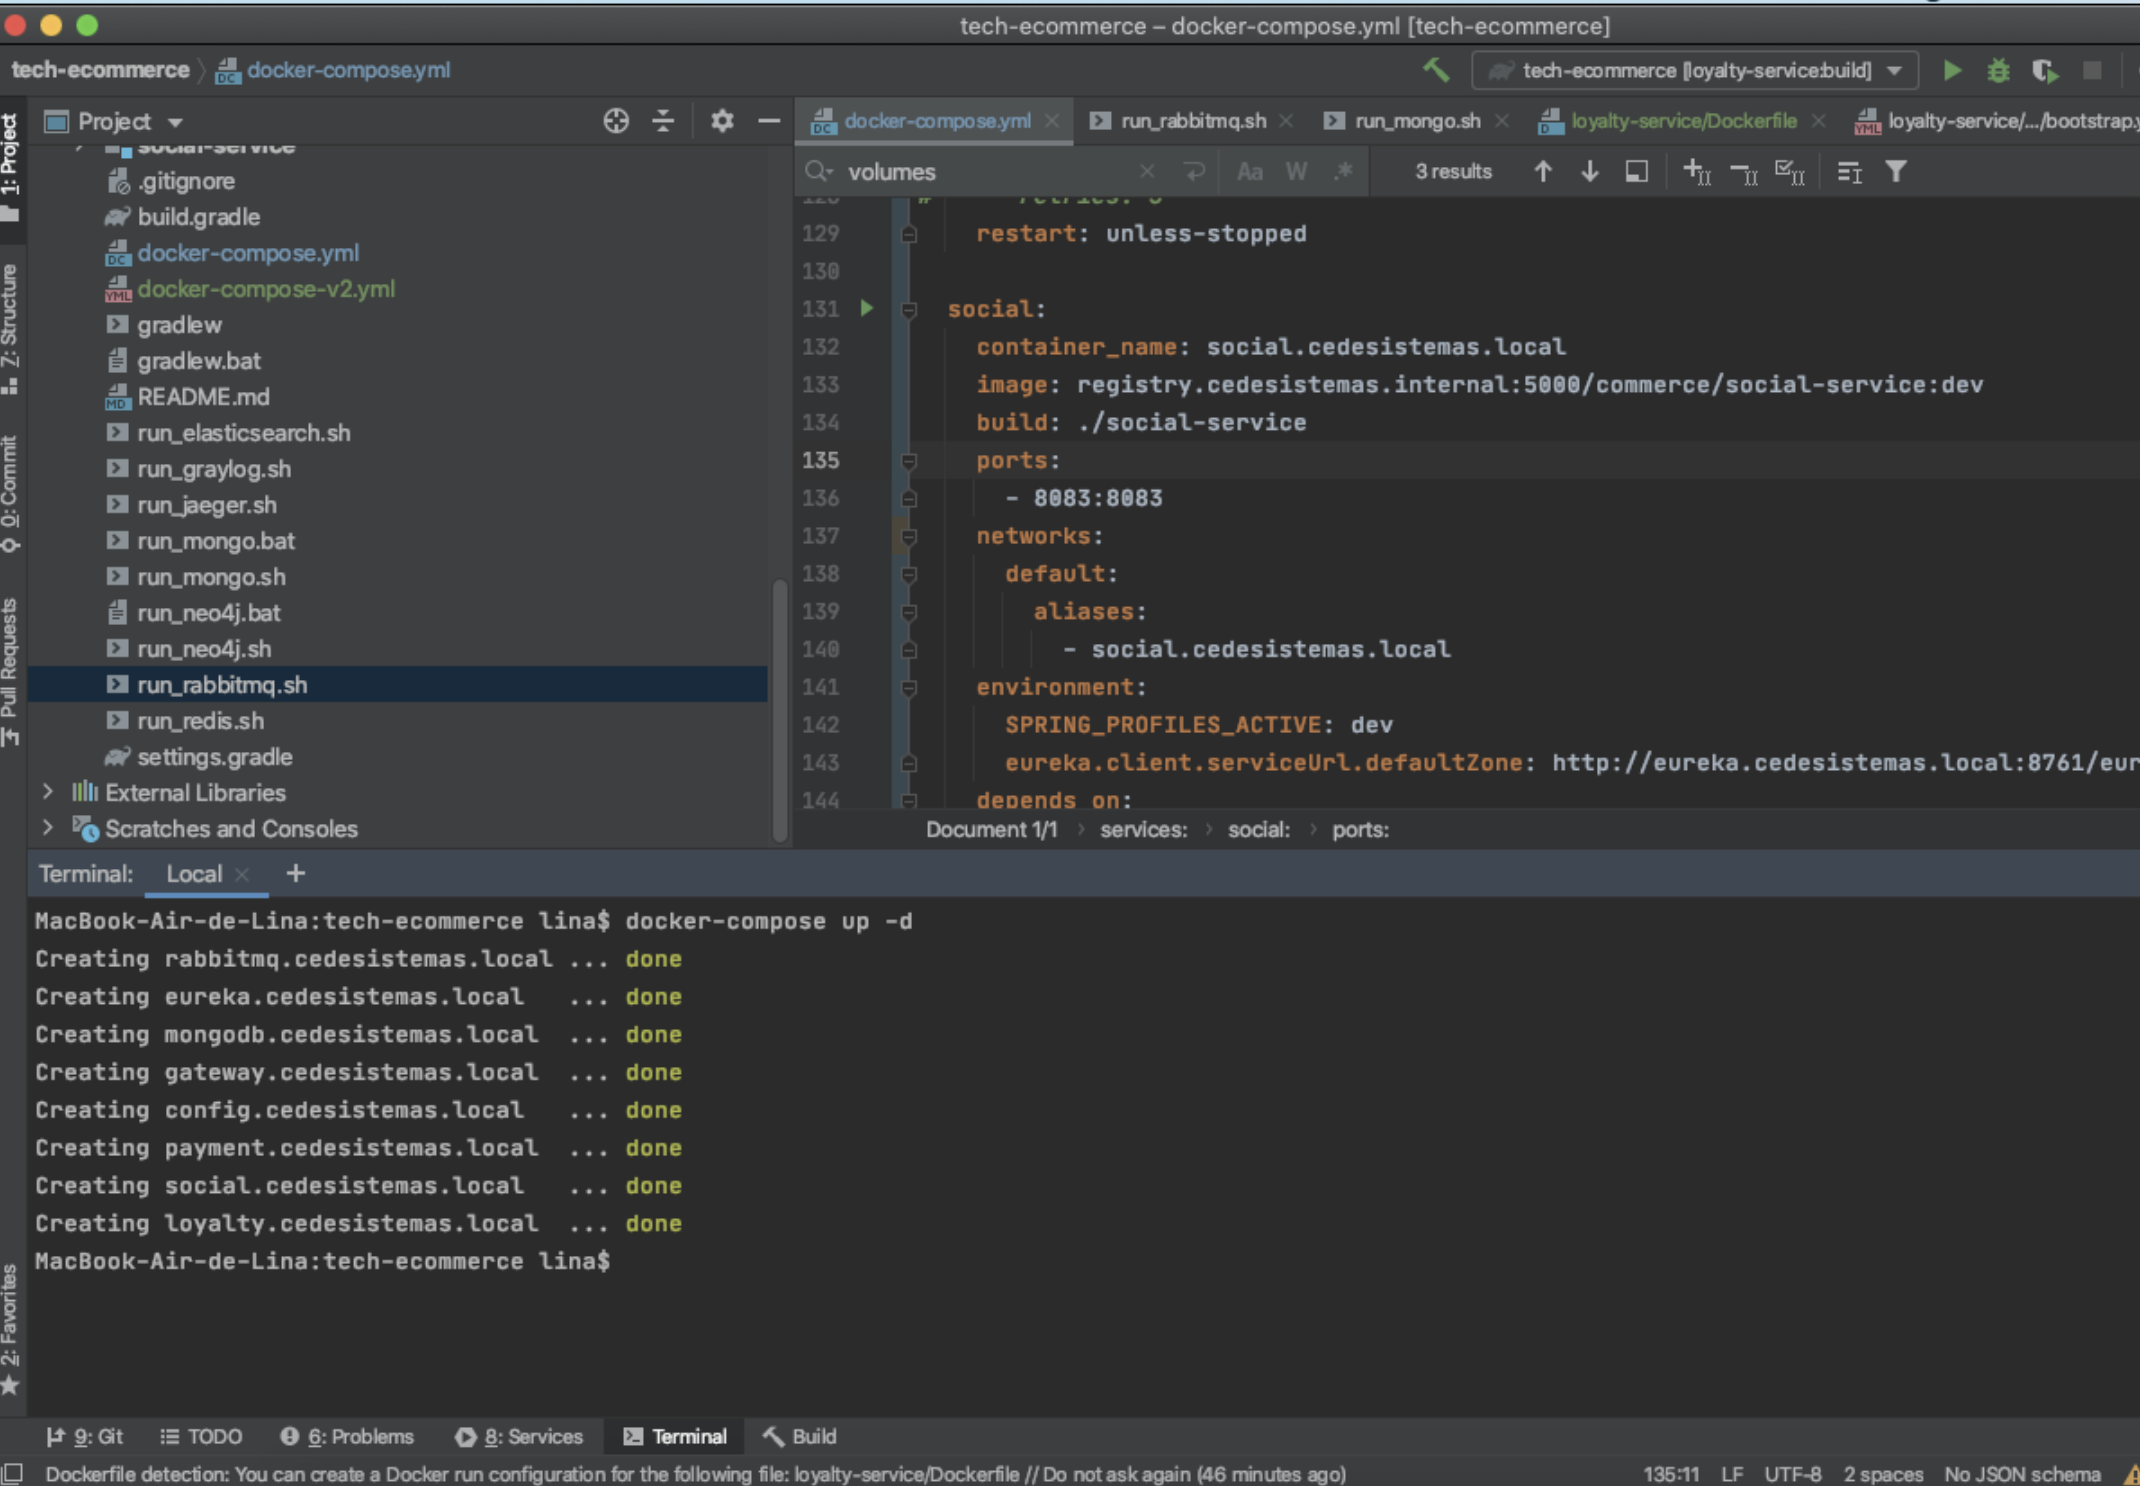 tech-ecommerce – docker-compose.yml [tech-ecommerce]
tech-ecommerce docker-compose.yml
tech-ecommerce [loyalty-service:build]
Project
docker-compose.yml
run_rabbitmq.sh
run_mongo.sh
loyalty-service/Dockerfile
loyalty-service/.../bootstrap.y
volumes
Aa W .*
3 results
1: Project
7: Structure
0: Commit
Pull Requests
2: Favorites
social-service
.gitignore
build.gradle
docker-compose.yml
docker-compose-v2.yml
gradlew
gradlew.bat
README.md
run_elasticsearch.sh
run_graylog.sh
run_jaeger.sh
run_mongo.bat
run_mongo.sh
run_neo4j.bat
run_neo4j.sh
run_rabbitmq.sh
run_redis.sh
settings.gradle
External Libraries
Scratches and Consoles
129 restart: unless-stopped
130
131 social:
132 container_name: social.cedesistemas.local
133 image: registry.cedesistemas.internal:5000/commerce/social-service:dev
134 build: ./social-service
135 ports:
136 - 8083:8083
137 networks:
138 default:
139 aliases:
140 - social.cedesistemas.local
141 environment:
142 SPRING_PROFILES_ACTIVE: dev
143 eureka.client.serviceUrl.defaultZone: http://eureka.cedesistemas.local:8761/eur
144 depends_on:
Document 1/1 services: social: ports:
Terminal: Local +
MacBook-Air-de-Lina:tech-ecommerce lina$ docker-compose up -d
Creating rabbitmq.cedesistemas.local ... done
Creating eureka.cedesistemas.local ... done
Creating mongodb.cedesistemas.local ... done
Creating gateway.cedesistemas.local ... done
Creating config.cedesistemas.local ... done
Creating payment.cedesistemas.local ... done
Creating social.cedesistemas.local ... done
Creating loyalty.cedesistemas.local ... done
MacBook-Air-de-Lina:tech-ecommerce lina$
9: Git TODO 6: Problems 8: Services Terminal Build
Dockerfile detection: You can create a Docker run configuration for the following file: loyalty-service/Dockerfile // Do not ask again (46 minutes ago)
135:11 LF UTF-8 2 spaces No JSON schema